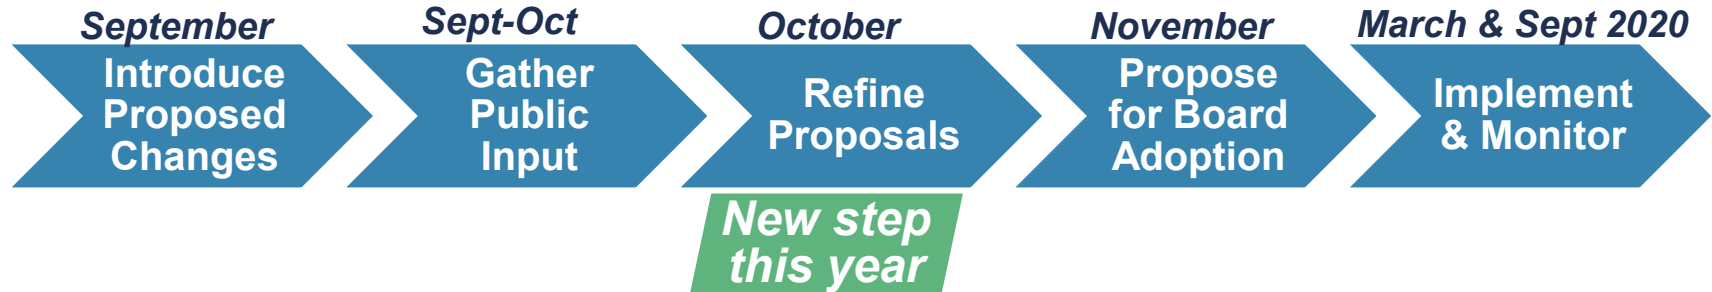 September
Introduce
Proposed
Changes
Sept-Oct
Gather
Public
Input
October
Refine
Proposals
New step
this year
November
Propose
for Board
Adoption
March & Sept 2020
Implement
& Monitor